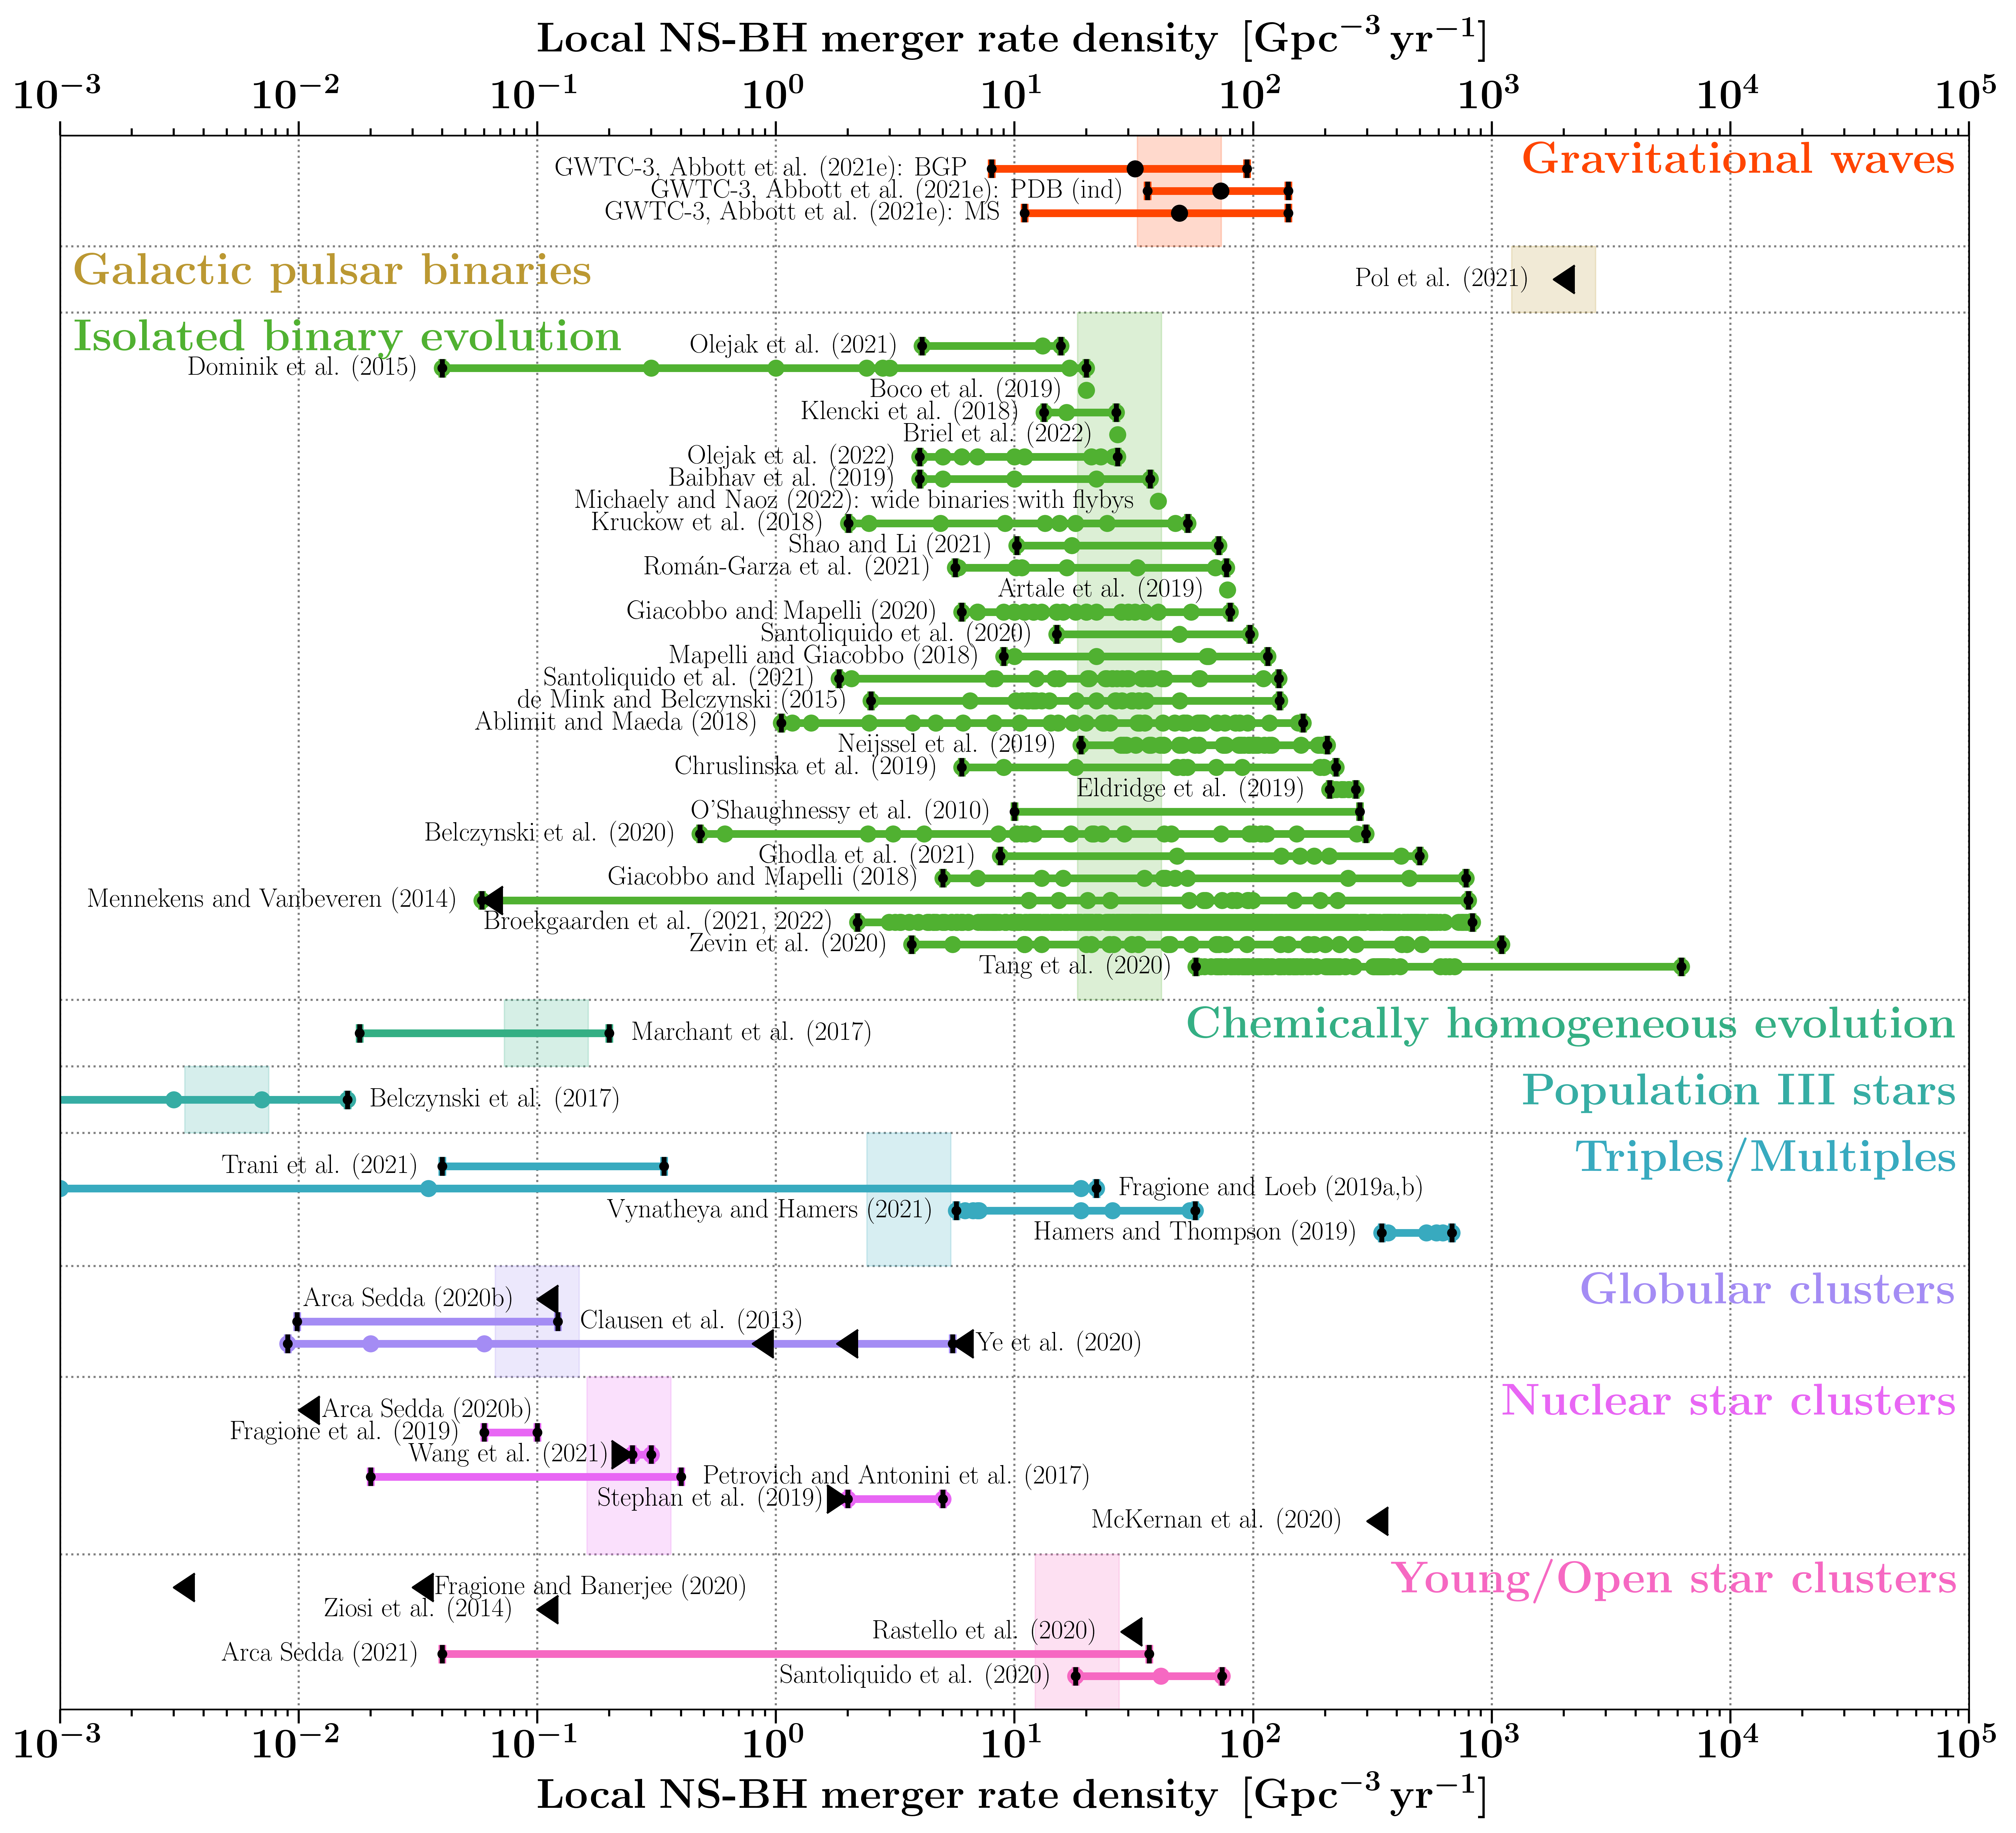 Local NS-BH merger rate density [Gpc⁻³ yr⁻¹]
10⁻³ 10⁻² 10⁻¹ 10⁰ 10¹ 10² 10³ 10⁴ 10⁵
Gravitational waves
GWTC-3, Abbott et al. (2021e): BGP
GWTC-3, Abbott et al. (2021e): PDB (ind)
GWTC-3, Abbott et al. (2021e): MS
Galactic pulsar binaries
Pol et al. (2021)
Isolated binary evolution
Olejak et al. (2021)
Dominik et al. (2015)
Boco et al. (2019)
Klencki et al. (2018)
Briel et al. (2022)
Olejak et al. (2022)
Baibhav et al. (2019)
Michaely and Naoz (2022): wide binaries with flybys
Kruckow et al. (2018)
Shao and Li (2021)
Román-Garza et al. (2021)
Artale et al. (2019)
Giacobbo and Mapelli (2020)
Santoliquido et al. (2020)
Mapelli and Giacobbo (2018)
Santoliquido et al. (2021)
de Mink and Belczynski (2015)
Ablimit and Maeda (2018)
Neijssel et al. (2019)
Chruslinska et al. (2019)
Eldridge et al. (2019)
O'Shaughnessy et al. (2010)
Belczynski et al. (2020)
Ghodla et al. (2021)
Giacobbo and Mapelli (2018)
Mennekens and Vanbeveren (2014)
Broekgaarden et al. (2021, 2022)
Zevin et al. (2020)
Tang et al. (2020)
Chemically homogeneous evolution
Marchant et al. (2017)
Population III stars
Belczynski et al. (2017)
Triples/Multiples
Trani et al. (2021)
Fragione and Loeb (2019a,b)
Vynatheya and Hamers (2021)
Hamers and Thompson (2019)
Globular clusters
Arca Sedda (2020b)
Clausen et al. (2013)
Ye et al. (2020)
Nuclear star clusters
Arca Sedda (2020b)
Fragione et al. (2019)
Wang et al. (2021)
Petrovich and Antonini et al. (2017)
Stephan et al. (2019)
McKernan et al. (2020)
Young/Open star clusters
Fragione and Banerjee (2020)
Ziosi et al. (2014)
Rastello et al. (2020)
Arca Sedda (2021)
Santoliquido et al. (2020)
10⁻³ 10⁻² 10⁻¹ 10⁰ 10¹ 10² 10³ 10⁴ 10⁵
Local NS-BH merger rate density [Gpc⁻³ yr⁻¹]